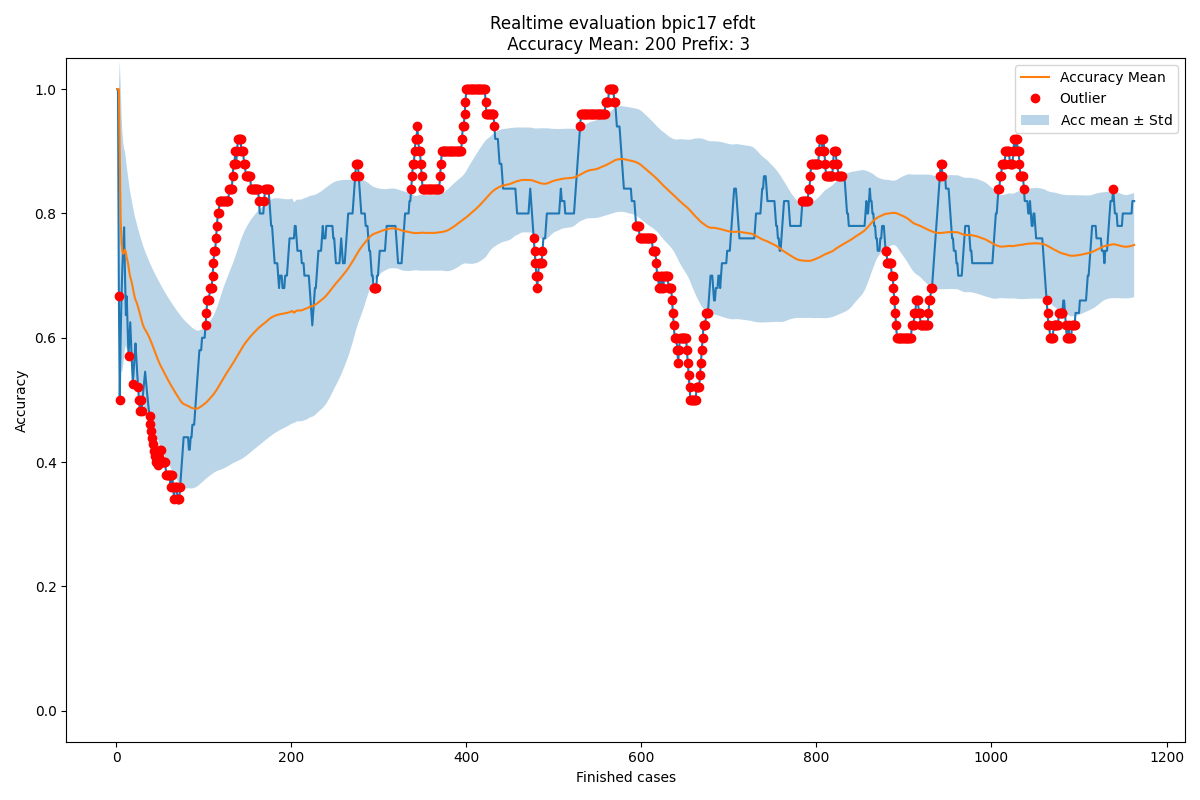 Realtime evaluation bpic17 efdt
Accuracy Mean: 200 Prefix: 3
Accuracy Mean
Outlier
Acc mean ± Std
Accuracy
1.0
0.8
0.6
0.4
0.2
0.0
0
200
400
600
800
1000
1200
Finished cases